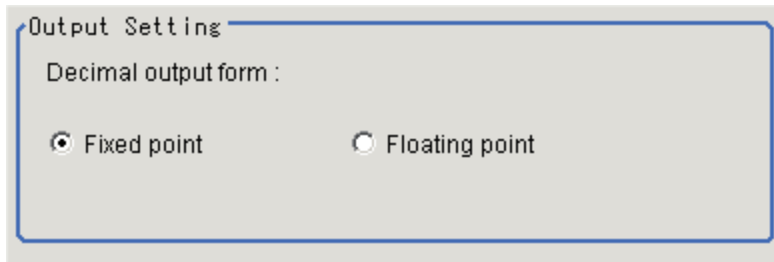 Output Setting
Decimal output form :
Fixed point Floating point